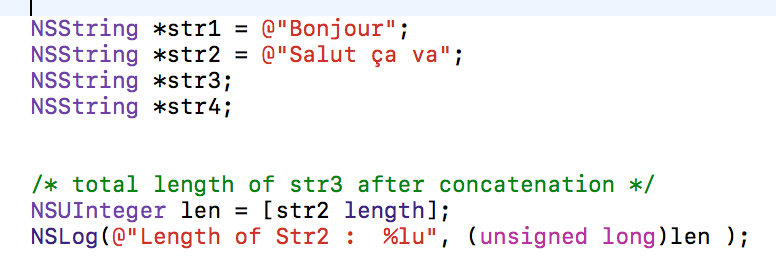 NSString *str1 = @"Bonjour";
NSString *str2 = @"Salut ça va";
NSString *str3;
NSString *str4;
/* total length of str3 after concatenation */
NSUInteger len = [str2 length];
NSLog(@"Length of Str2 :  %lu", (unsigned long)len );